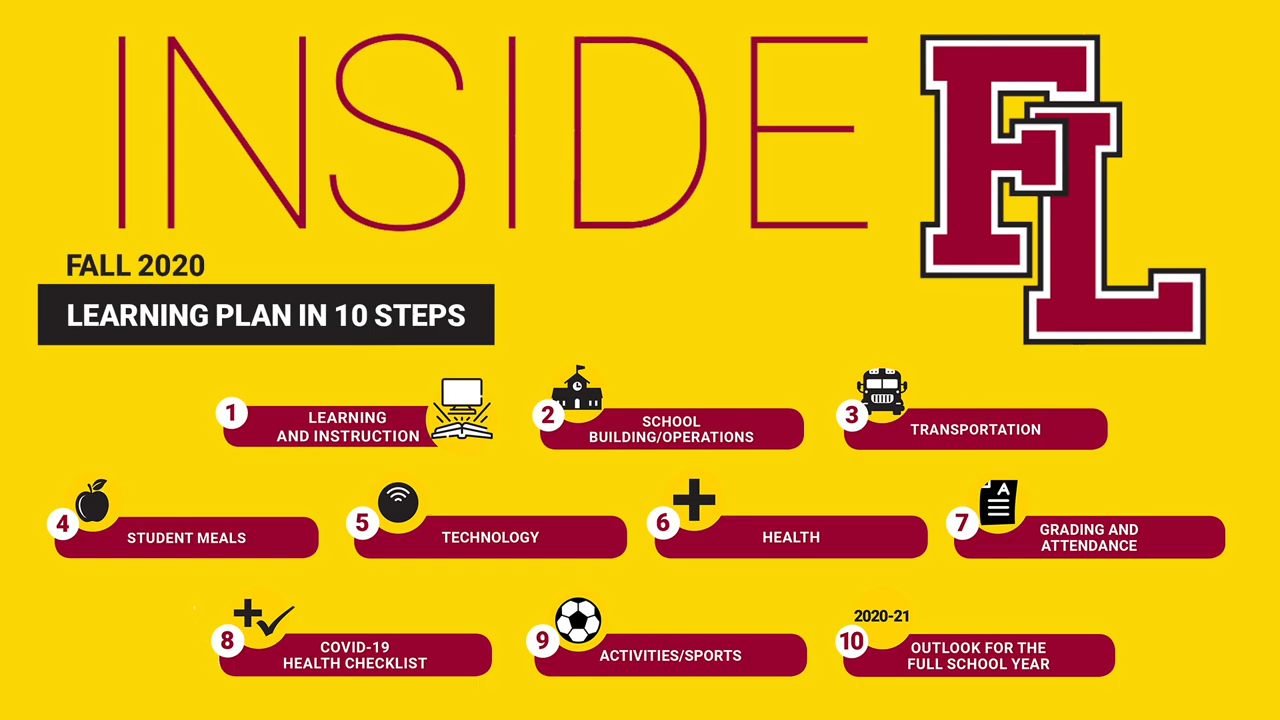 INSIDE FL
FALL 2020
LEARNING PLAN IN 10 STEPS
1 LEARNING
AND INSTRUCTION
2 SCHOOL
BUILDING/OPERATIONS
3 TRANSPORTATION
4 STUDENT MEALS
5 TECHNOLOGY
6 HEALTH
A
7 GRADING AND
ATTENDANCE
8 COVID-19
HEALTH CHECKLIST
9 ACTIVITIES/SPORTS
2020-21
10 OUTLOOK FOR THE
FULL SCHOOL YEAR